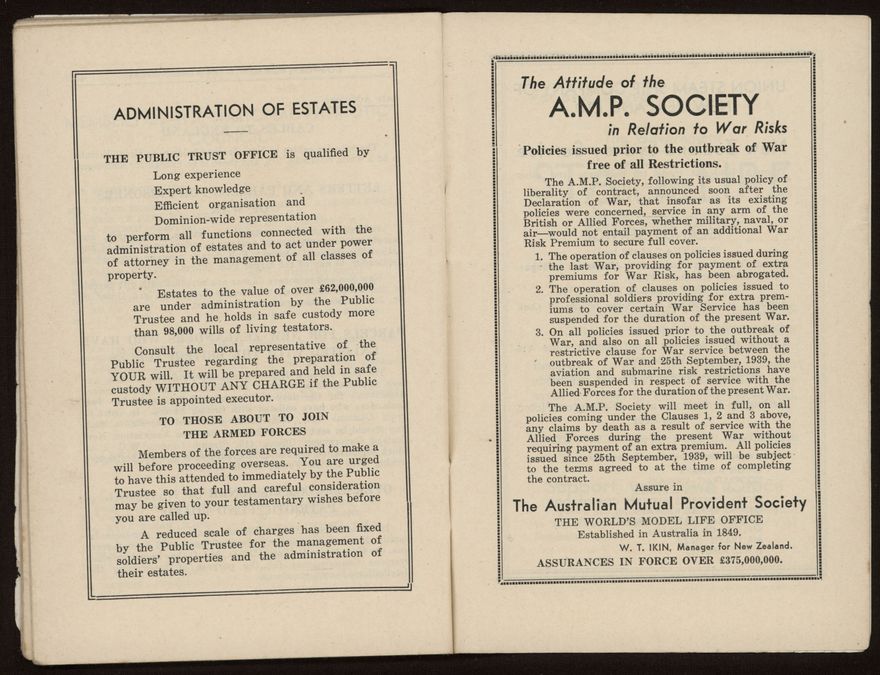 ADMINISTRATION OF ESTATES
THE PUBLIC TRUST OFFICE is qualified by
Long experience
Expert knowledge
Efficient organisation and
Dominion-wide representation
to perform all functions connected with the
administration of estates and to act under power
of attorney in the management of all classes of
property.
Estates to the value of over £62,000,000
are under administration by the Public
Trustee and he holds in safe custody more
than 98,000 wills of living testators.
Consult the local representative of the
Public Trustee regarding the preparation of
YOUR will. It will be prepared and held in safe
custody WITHOUT ANY CHARGE if the Public
Trustee is appointed executor.
TO THOSE ABOUT TO JOIN
THE ARMED FORCES
Members of the forces are required to make a
will before proceeding overseas. You are urged
to have this attended to immediately by the Public
Trustee so that full and careful consideration
may be given to your testamentary wishes before
you are called up.
A reduced scale of charges has been fixed
by the Public Trustee for the management of
soldiers' properties and the administration of
their estates.
The Attitude of the
A.M.P. SOCIETY
in Relation to War Risks
Policies issued prior to the outbreak of War
free of all Restrictions.
The A.M.P. Society, following its usual policy of
liberality of contract, announced soon after the
Declaration of War, that insofar as its existing
policies were concerned, service in any arm of the
British or Allied Forces, whether military, naval, or
air—would not entail payment of an additional War
Risk Premium to secure full cover.
1. The operation of clauses on policies issued during
the last War, providing for payment of extra
premiums for War Risk, has been abrogated.
2. The operation of clauses on policies issued to
professional soldiers providing for extra prem-
iums to cover certain War Service has been
suspended for the duration of the present War.
3. On all policies issued prior to the outbreak of
War, and also on all policies issued without a
restrictive clause for War service between the
outbreak of War and 25th September, 1939, the
aviation and submarine risk restrictions have
been suspended in respect of service with the
Allied Forces for the duration of the present War.
The A.M.P. Society will meet in full, on all
policies coming under the Clauses 1, 2 and 3 above,
any claims by death as a result of service with the
Allied Forces during the present War without
requiring payment of an extra premium. All policies
issued since 25th September, 1939, will be subject
to the terms agreed to at the time of completing
the contract.
Assure in
The Australian Mutual Provident Society
THE WORLD'S MODEL LIFE OFFICE
Established in Australia in 1849.
W. T. IKIN, Manager for New Zealand.
ASSURANCES IN FORCE OVER £375,000,000.